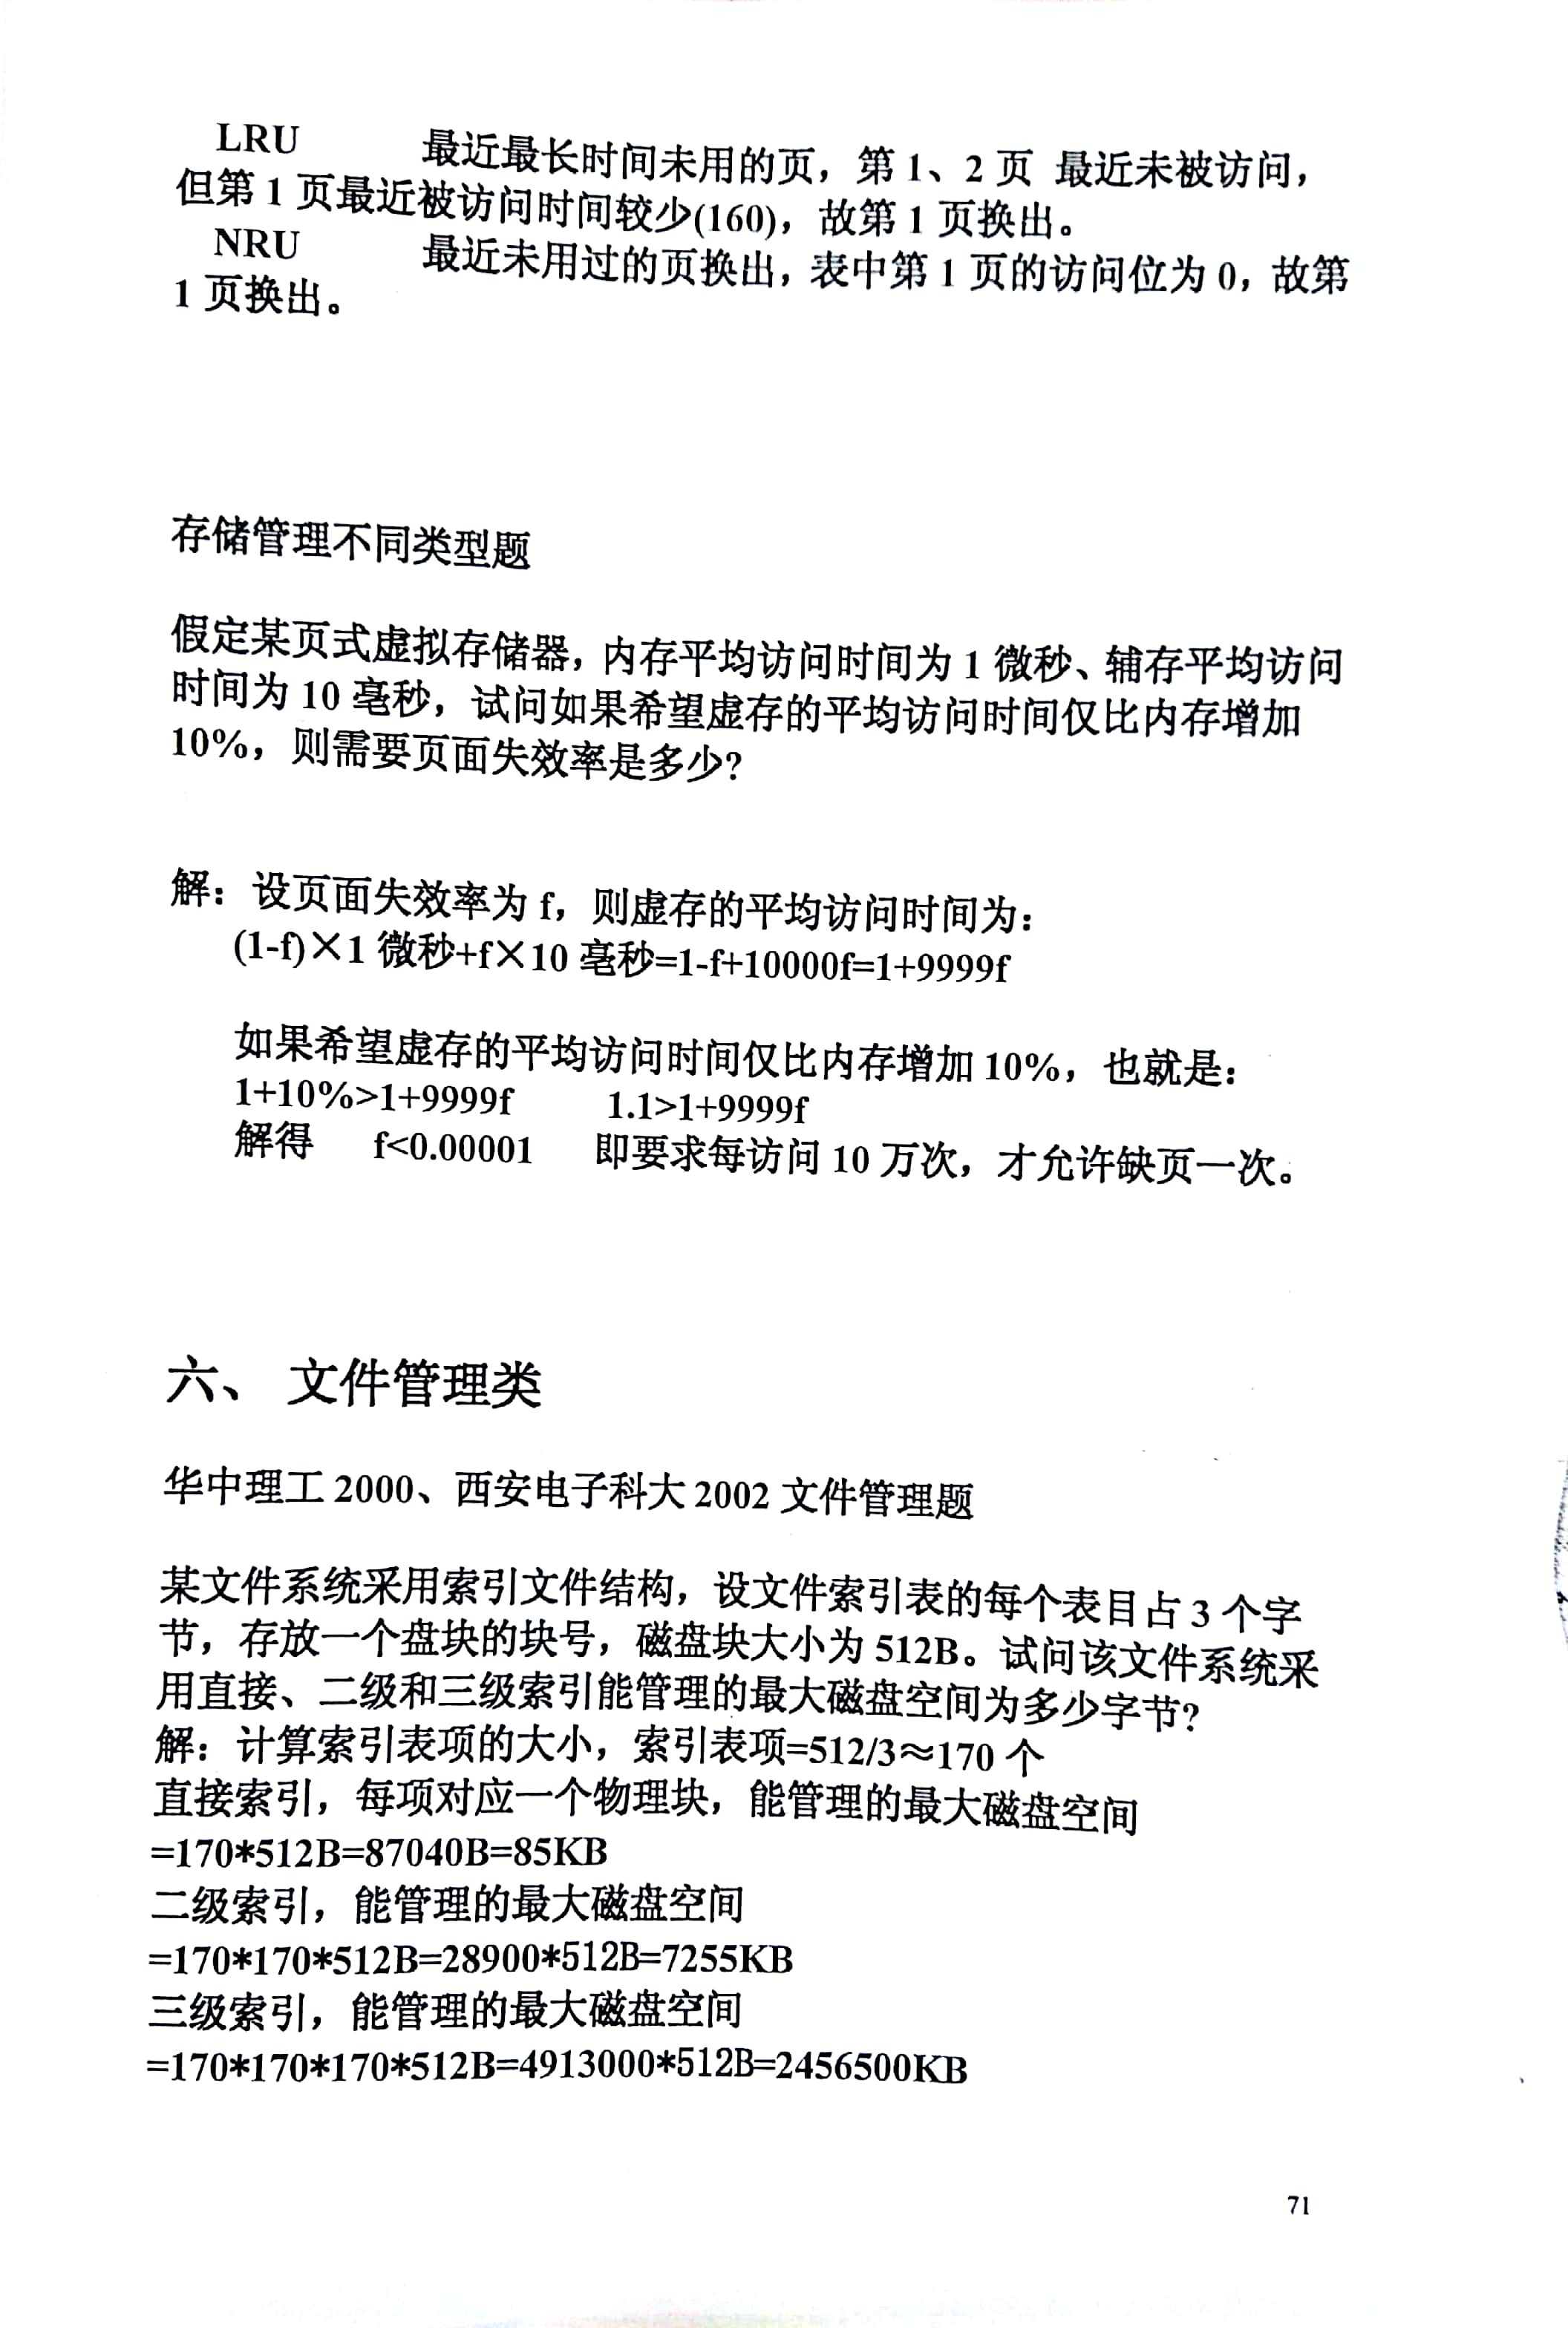 LRU 最近最长时间未用的页，第 1、2 页 最近未被访问，
但第 1 页最近被访问时间较少(160)，故第 1 页换出。
NRU 最近未用过的页换出，表中第 1 页的访问位为 0，故第
1 页换出。
存储管理不同类型题
假定某页式虚拟存储器，内存平均访问时间为 1 微秒、辅存平均访问
时间为 10 毫秒，试问如果希望虚存的平均访问时间仅比内存增加
10%，则需要页面失效率是多少?
解：设页面失效率为 f，则虚存的平均访问时间为：
(1-f)×1 微秒+f×10 毫秒=1-f+10000f=1+9999f
如果希望虚存的平均访问时间仅比内存增加 10%，也就是：
1+10%>1+9999f 1.1>1+9999f
解得 f<0.00001 即要求每访问 10 万次，才允许缺页一次。
六、 文件管理类
华中理工 2000、西安电子科大 2002 文件管理题
某文件系统采用索引文件结构，设文件索引表的每个表目占 3 个字
节，存放一个盘块的块号，磁盘块大小为 512B。试问该文件系统采
用直接、二级和三级索引能管理的最大磁盘空间为多少字节?
解：计算索引表项的大小，索引表项=512/3≈170 个
直接索引，每项对应一个物理块，能管理的最大磁盘空间
=170*512B=87040B=85KB
二级索引，能管理的最大磁盘空间
=170*170*512B=28900*512B=7255KB
三级索引，能管理的最大磁盘空间
=170*170*170*512B=4913000*512B=2456500KB
71